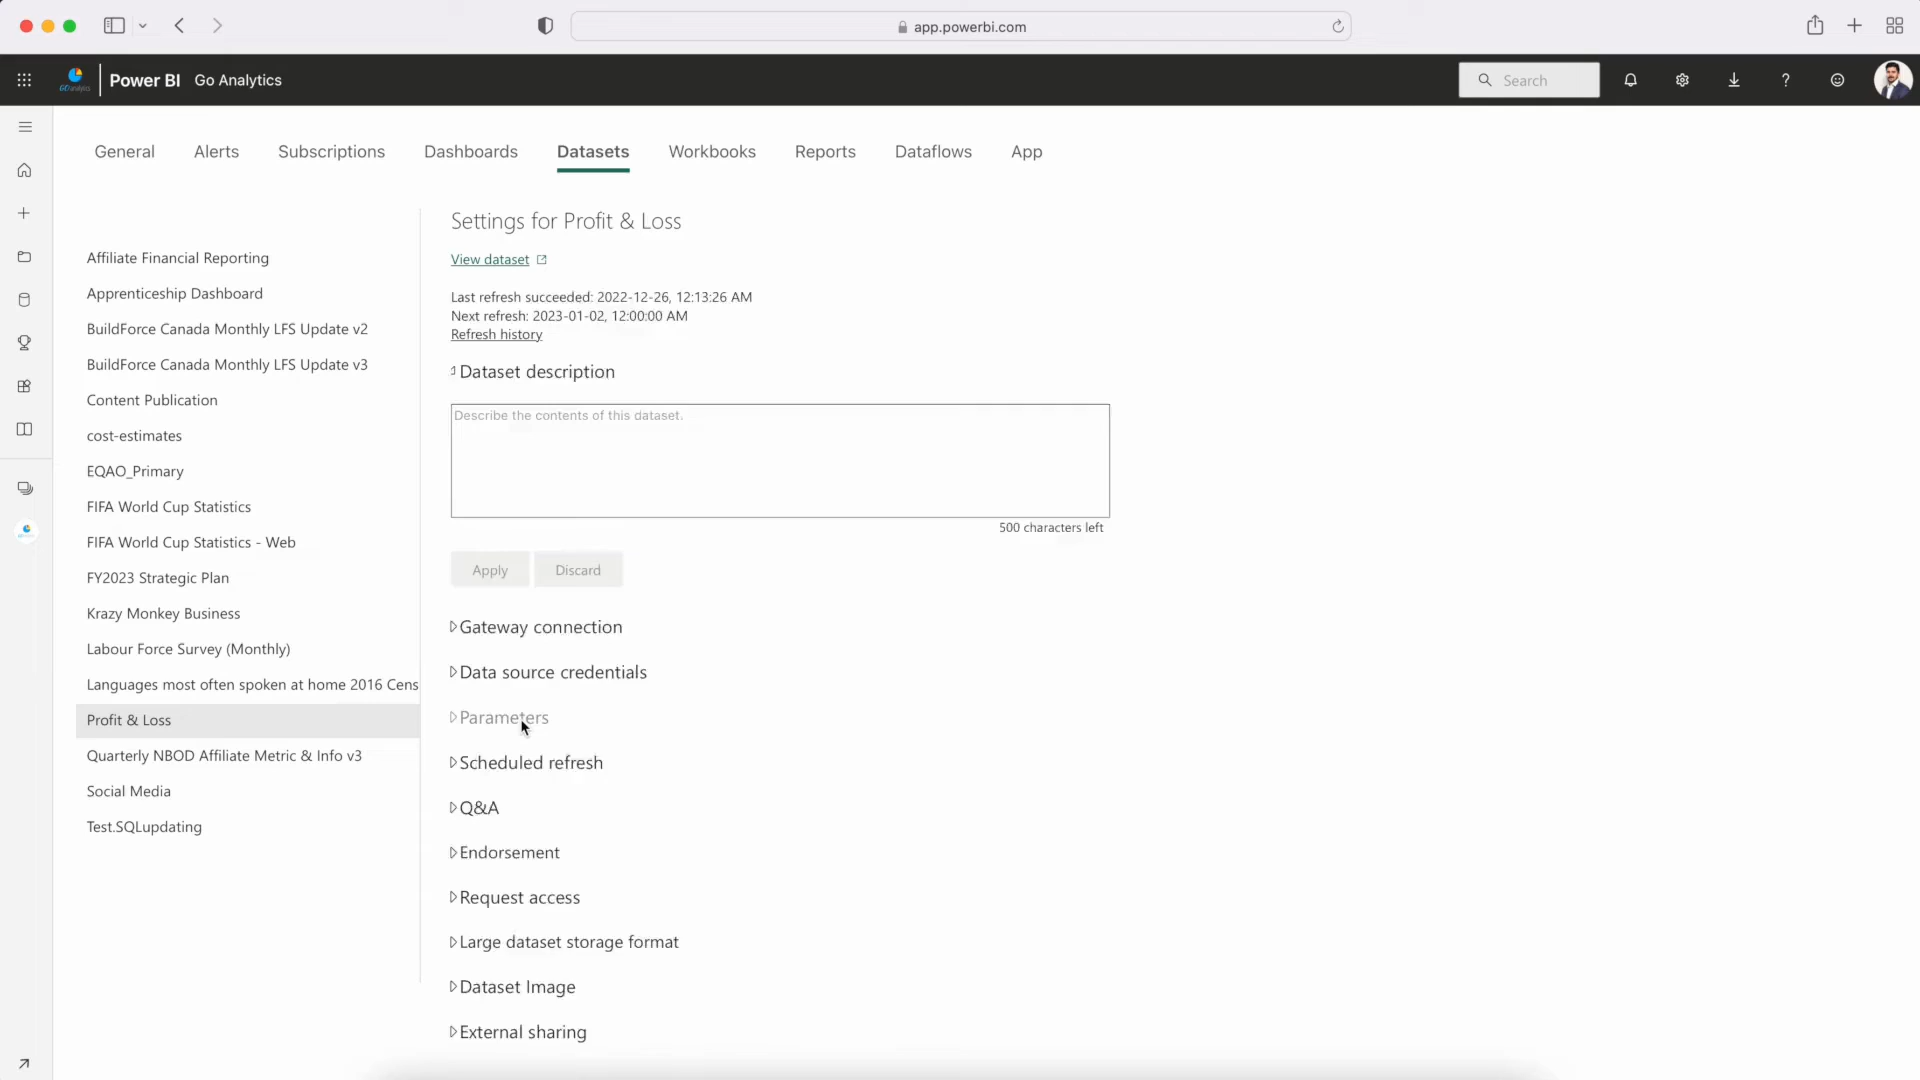 app.powerbi.com
GO analytics
Power BI
Go Analytics
Search
General
Alerts
Subscriptions
Dashboards
Datasets
Workbooks
Reports
Dataflows
App
Affiliate Financial Reporting
Apprenticeship Dashboard
BuildForce Canada Monthly LFS Update v2
BuildForce Canada Monthly LFS Update v3
Content Publication
cost-estimates
EQAO_Primary
FIFA World Cup Statistics
FIFA World Cup Statistics - Web
FY2023 Strategic Plan
Krazy Monkey Business
Labour Force Survey (Monthly)
Languages most often spoken at home 2016 Cens
Profit & Loss
Quarterly NBOD Affiliate Metric & Info v3
Social Media
Test.SQLupdating
Settings for Profit & Loss
View dataset
Last refresh succeeded: 2022-12-26, 12:13:26 AM
Next refresh: 2023-01-02, 12:00:00 AM
Refresh history
Dataset description
Describe the contents of this dataset.
500 characters left
Apply
Discard
Gateway connection
Data source credentials
Parameters
Scheduled refresh
Q&A
Endorsement
Request access
Large dataset storage format
Dataset Image
External sharing